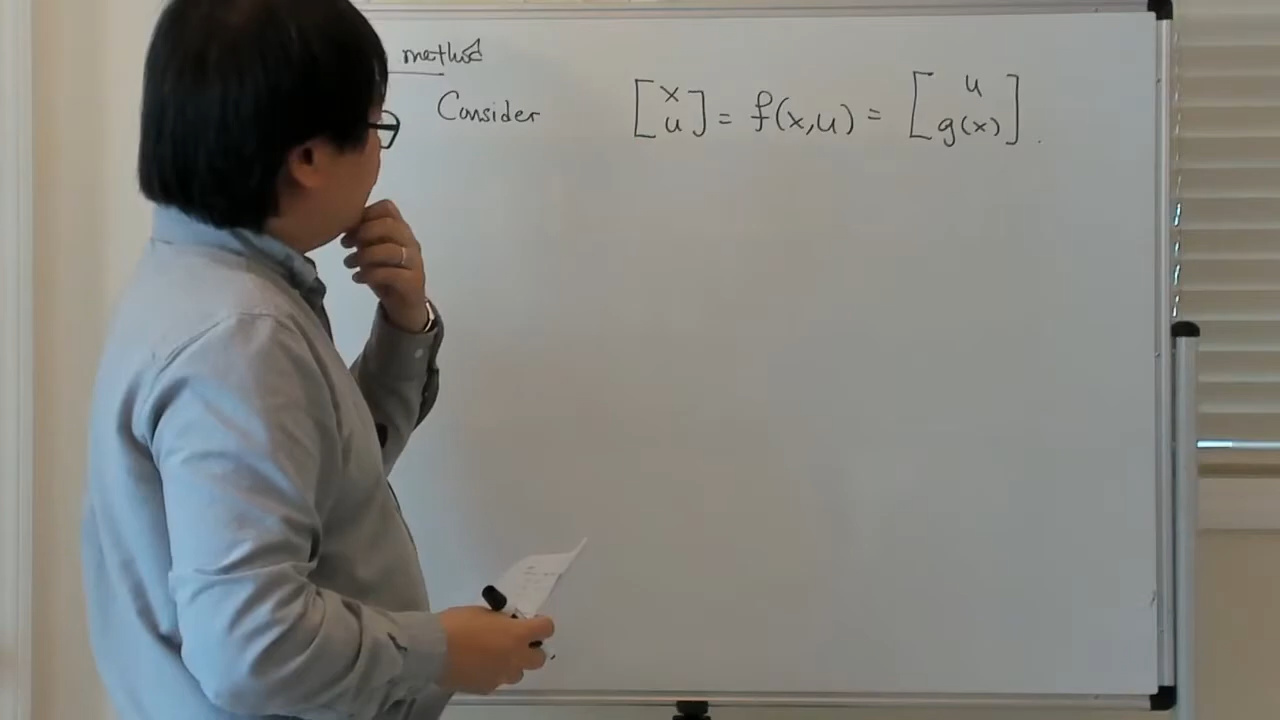 method
Consider [x u] = f(x,u) = [u g(x)].